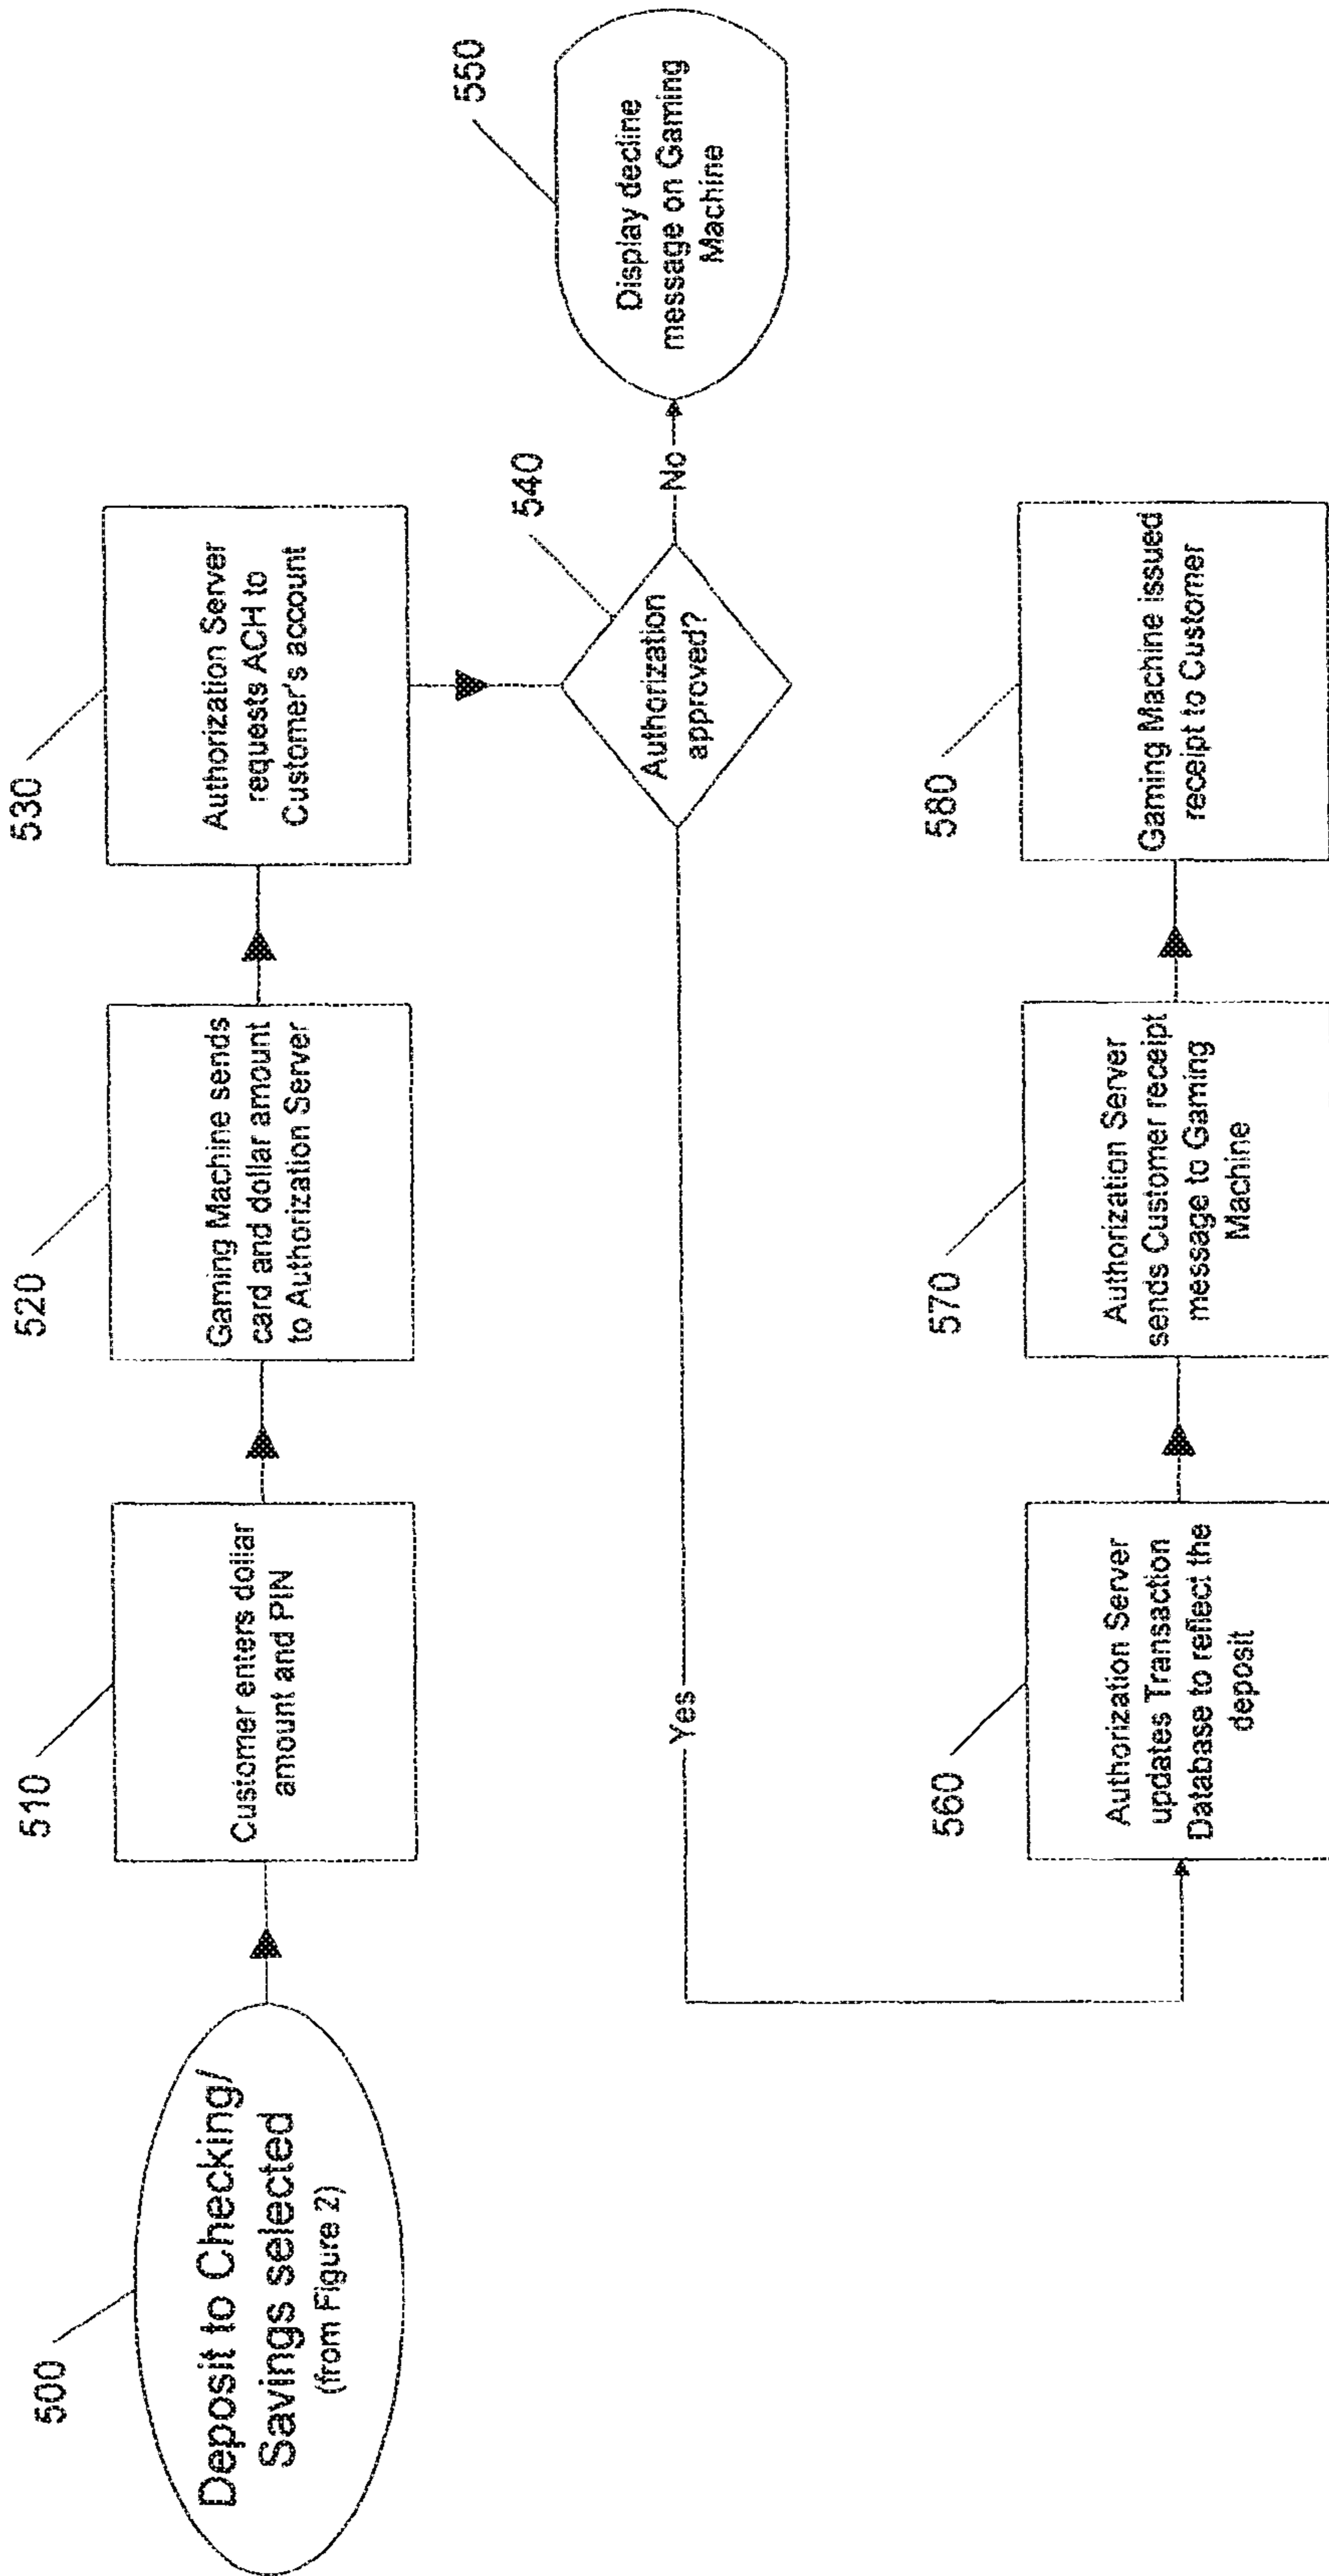 500
Deposit to Checking/
Savings selected
(from Figure 2)
510
Customer enters dollar
amount and PIN
520
Gaming Machine sends
card and dollar amount
to Authorization Server
530
Authorization Server
requests ACH to
Customer's account
540
Authorization
approved?
No
550
Display decline
message on Gaming
Machine
Yes
560
Authorization Server
updates Transaction
Database to reflect the
deposit
570
Authorization Server
sends Customer receipt
message to Gaming
Machine
580
Gaming Machine issued
receipt to Customer